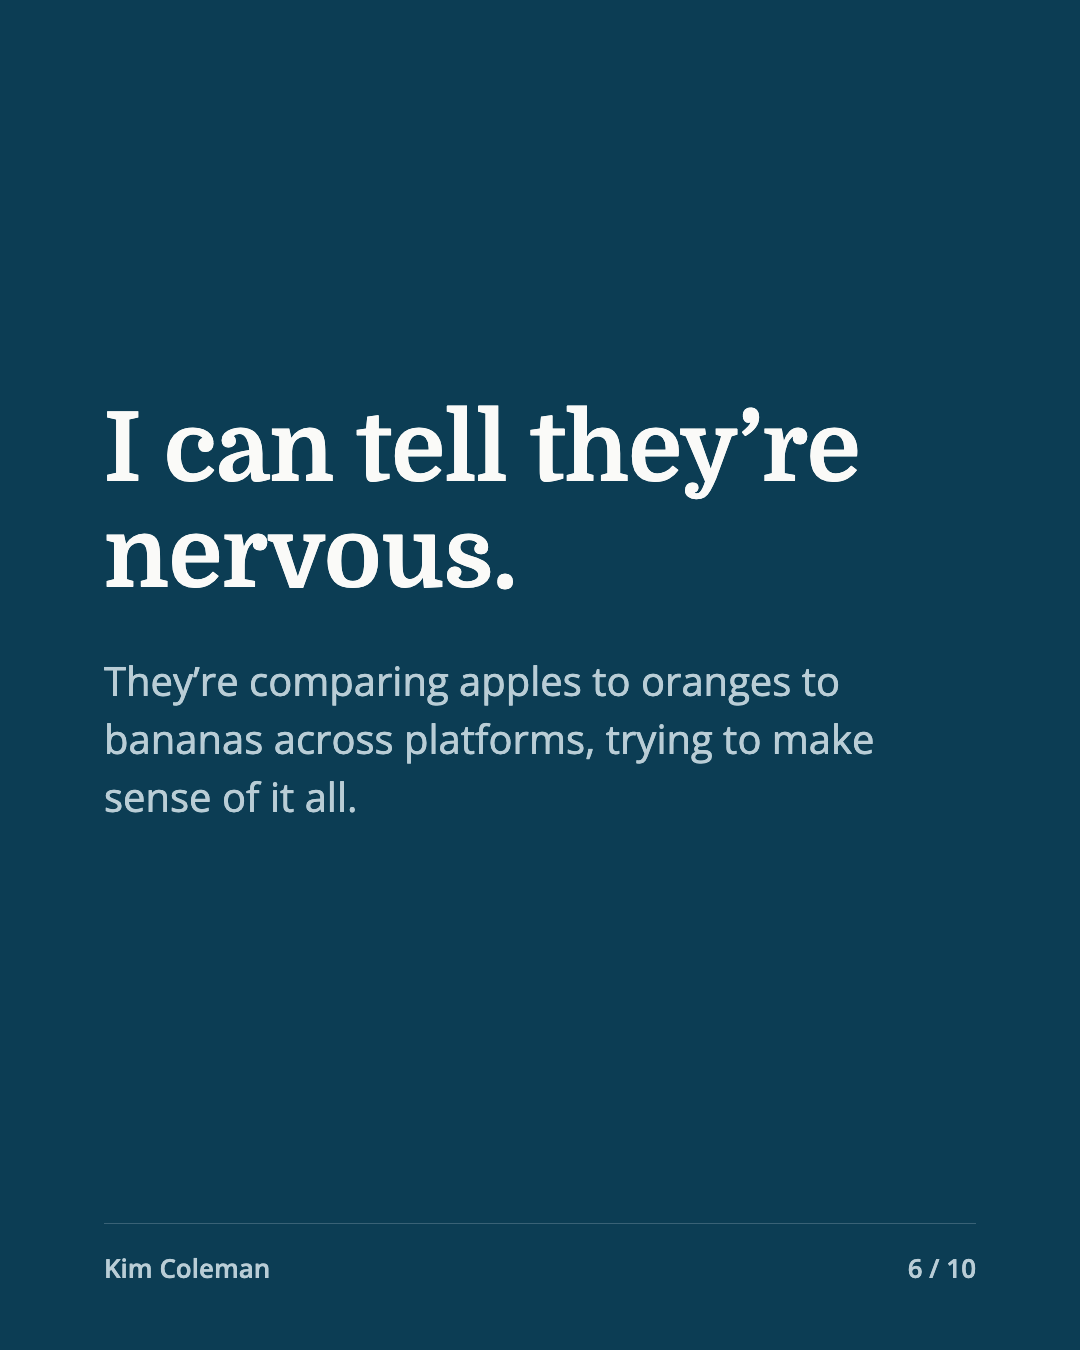 I can tell they’re
nervous.
They’re comparing apples to oranges to
bananas across platforms, trying to make
sense of it all.
Kim Coleman
6 / 10